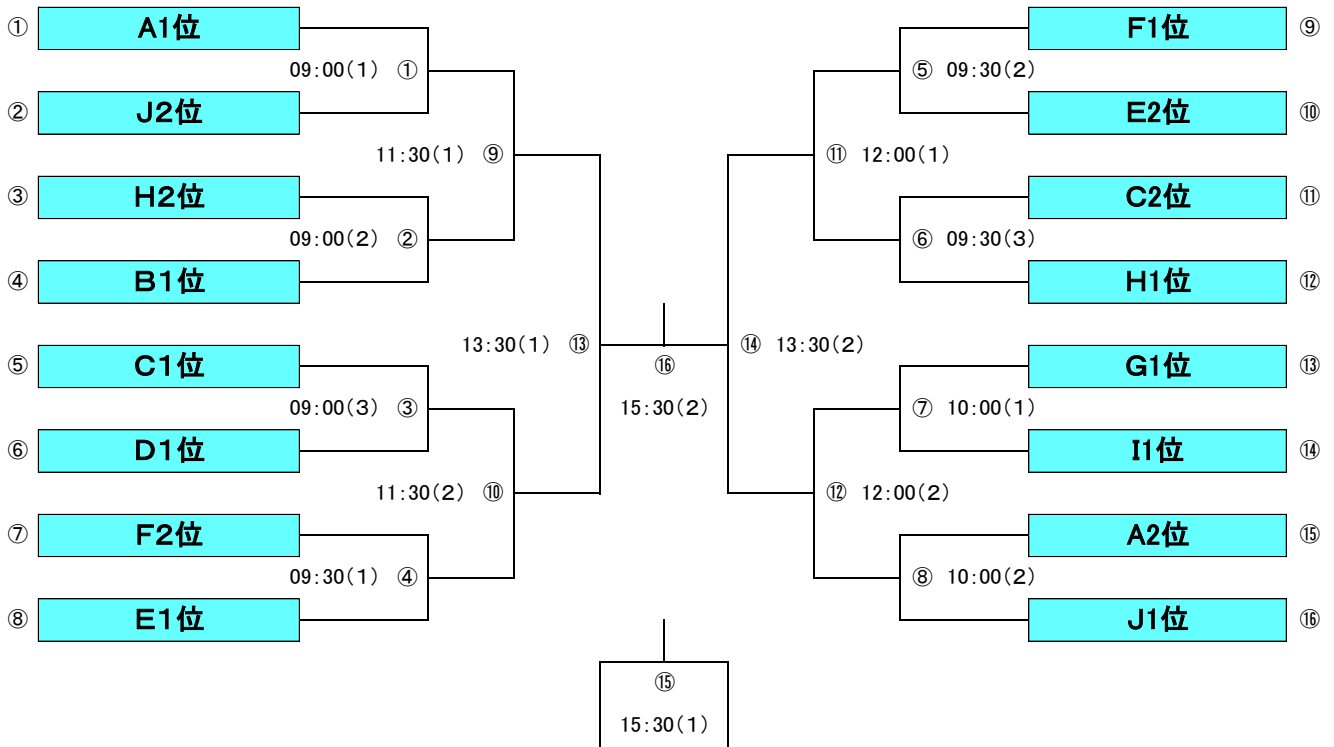 ① A1位
09:00(1) ①
② J2位
11:30(1) ⑨
③ H2位
09:00(2) ②
④ B1位
13:30(1) ⑬
⑤ C1位
09:00(3) ③
⑥ D1位
11:30(2) ⑩
⑦ F2位
09:30(1) ④
⑧ E1位
⑯
15:30(2)
⑮
15:30(1)
F1位 ⑨
⑤ 09:30(2)
E2位 ⑩
⑪ 12:00(1)
C2位 ⑪
⑥ 09:30(3)
H1位 ⑫
⑭ 13:30(2)
G1位 ⑬
⑦ 10:00(1)
I1位 ⑭
⑫ 12:00(2)
A2位 ⑮
⑧ 10:00(2)
J1位 ⑯